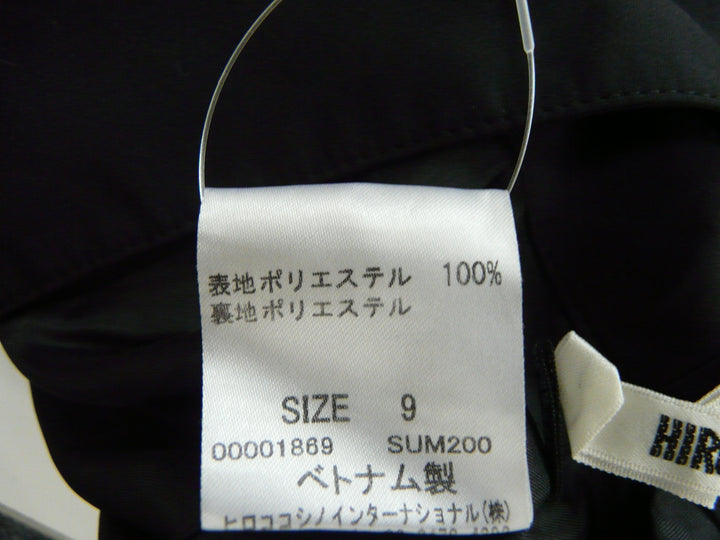 表地ポリエステル 100%
裏地ポリエステル
SIZE 9
00001869 SUM200
ベトナム製
ヒロココシノインターナショナル(株)
HIR